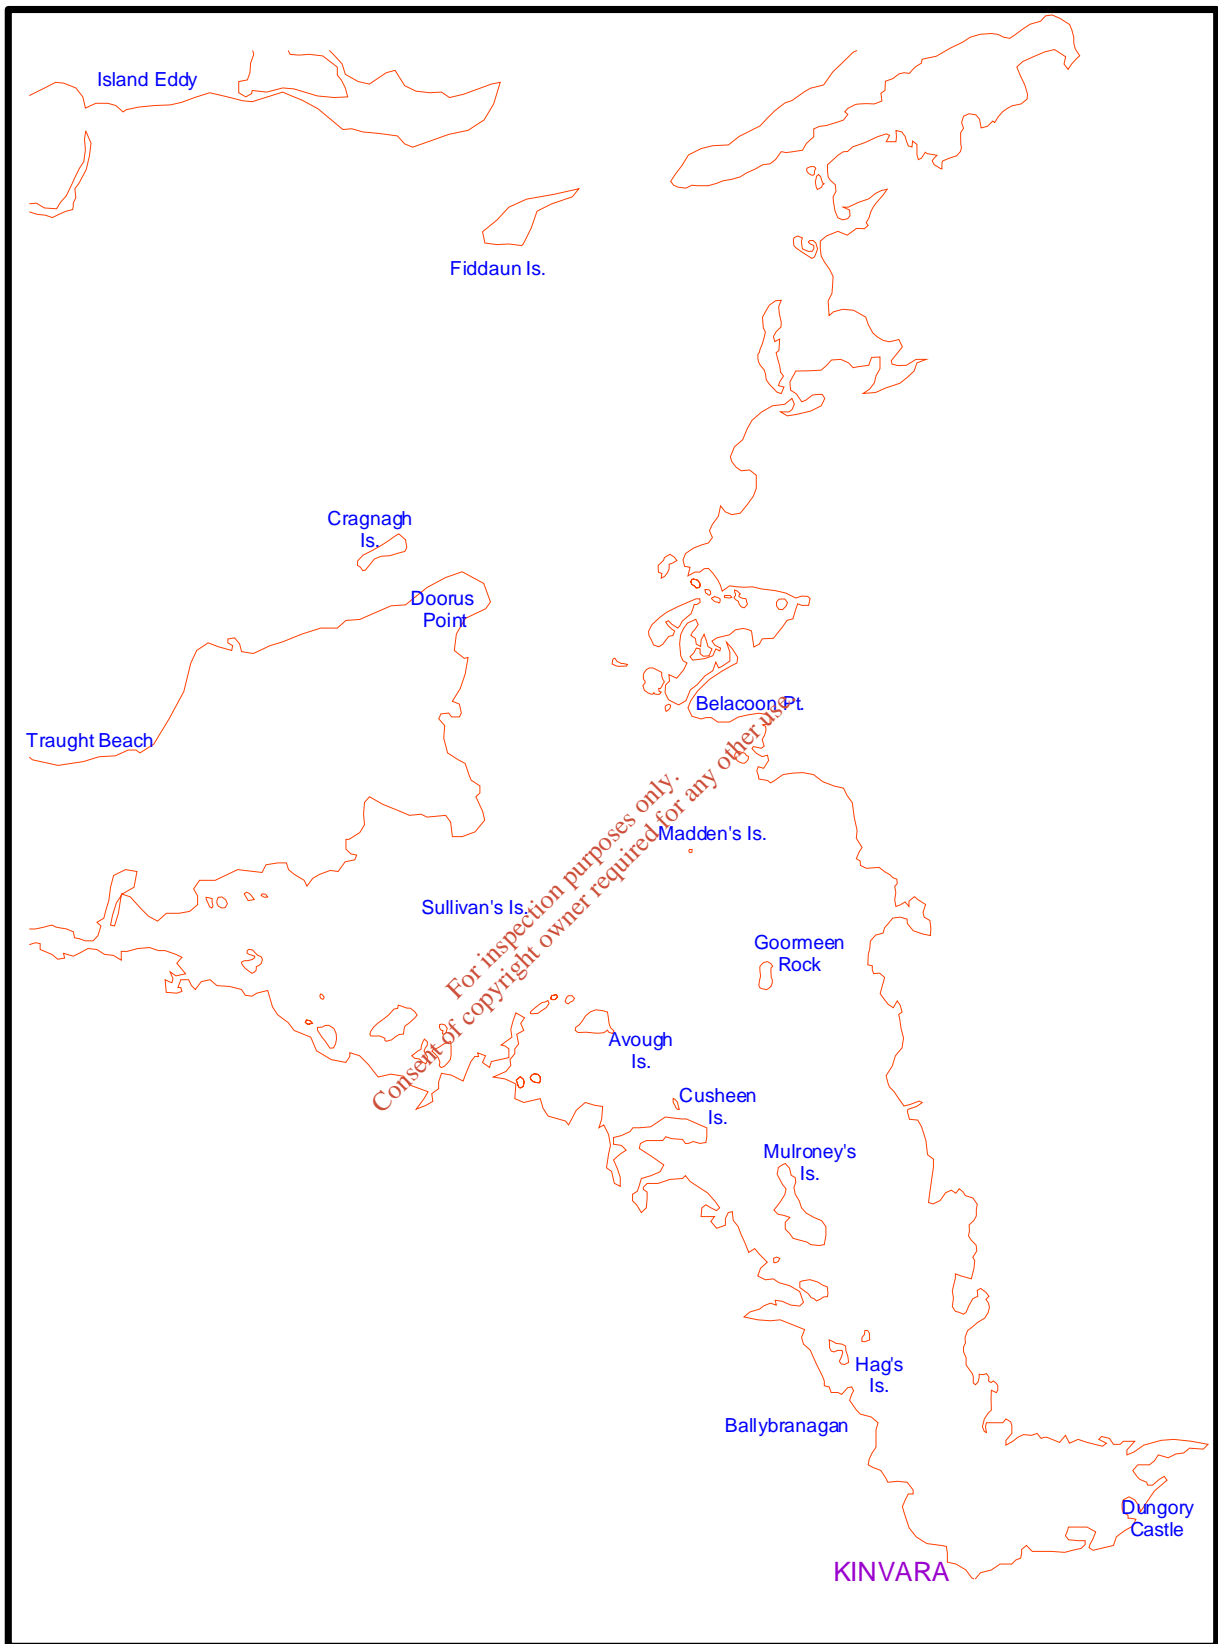 Island Eddy
Fiddaun Is.
Cragnagh
Is.
Doorus
Point
Belacoon Pt.
Traught Beach
For inspection purposes only.
Consent of copyright owner required for any other use.
Madden's Is.
Sullivan's Is.
Goormeen
Rock
Avough
Is.
Cusheen
Is.
Mulroney's
Is.
Hag's
Is.
Ballybranagan
Dungory
Castle
KINVARA